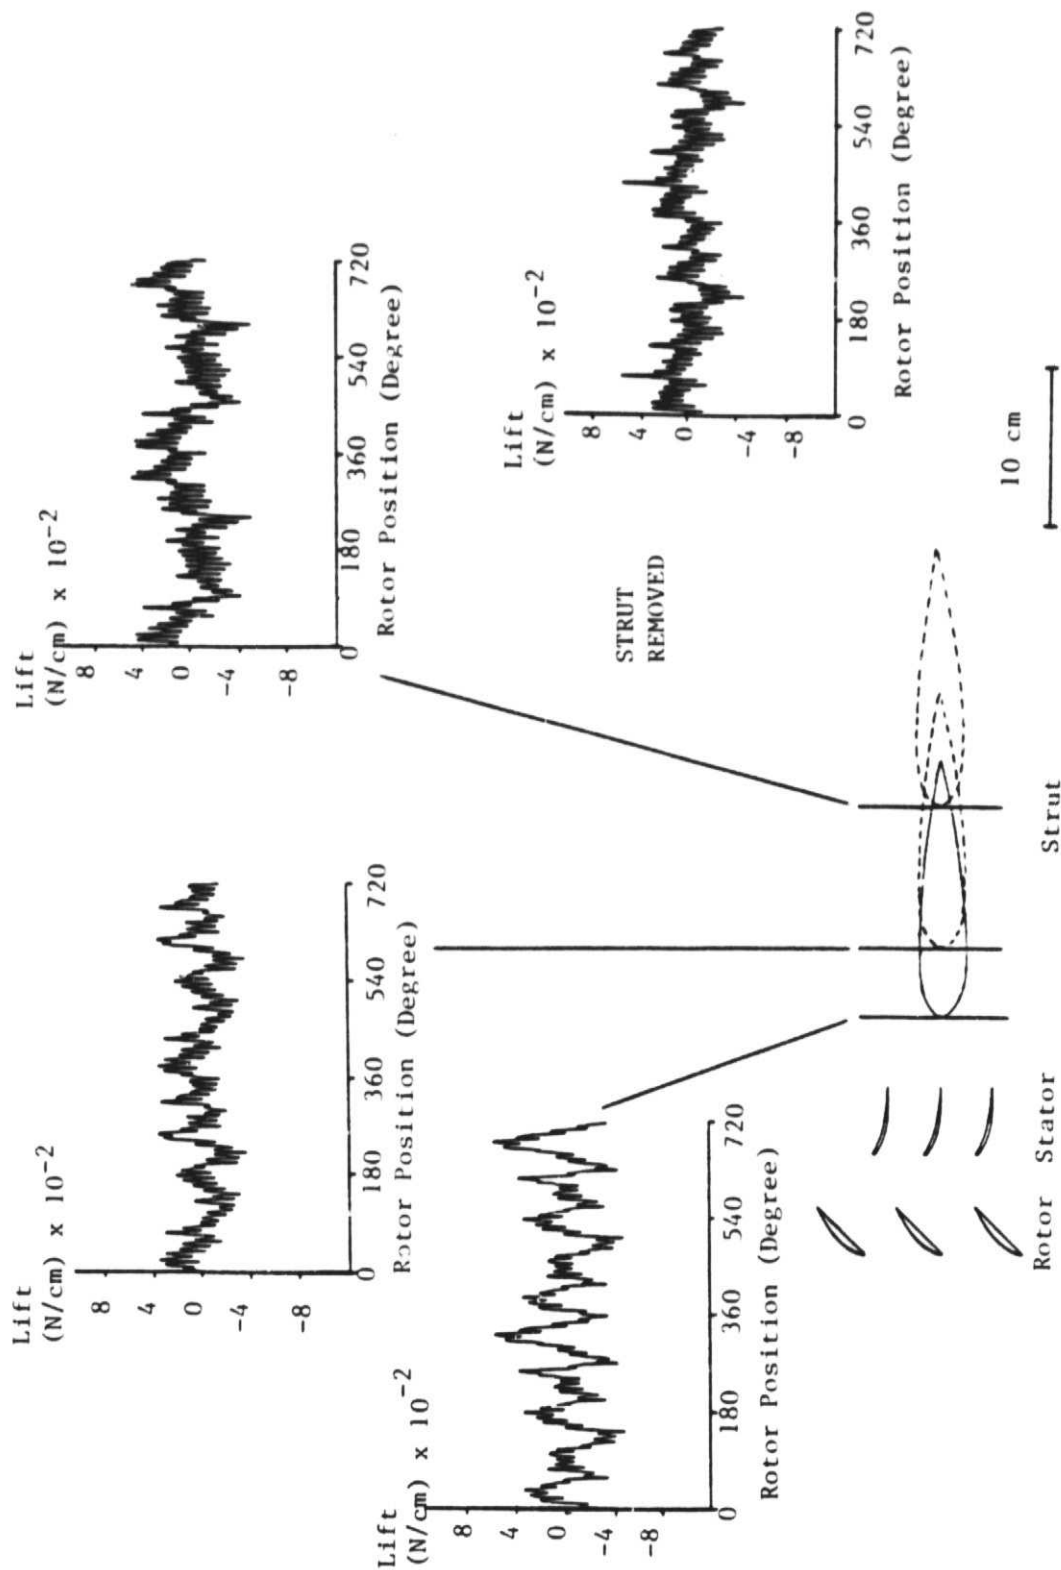 Lift
(N/cm) x 10-2
8
4
0
-4
-8
0
180
360
540
720
Rotor Position (Degree)
Lift
(N/cm) x 10-2
8
4
0
-4
-8
0
180
360
540
720
Rotor Position (Degree)
Lift
(N/cm) x 10-2
8
4
0
-4
-8
0
180
360
540
720
Rotor Position (Degree)
Lift
(N/cm) x 10-2
8
4
0
-4
-8
0
180
360
540
720
Rotor Position (Degree)
STRUT
REMOVED
10 cm
Rotor Stator Strut